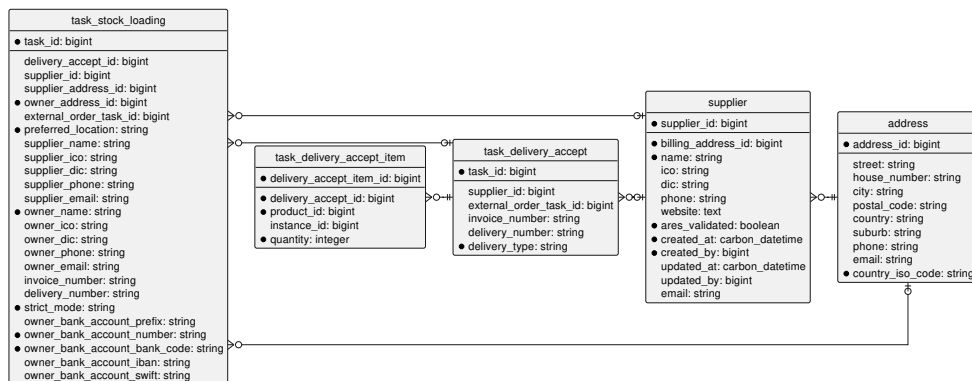 task_stock_loading
● task_id: bigint
delivery_accept_id: bigint
supplier_id: bigint
supplier_address_id: bigint
● owner_address_id: bigint
external_order_task_id: bigint
● preferred_location: string
supplier_name: string
supplier_ico: string
supplier_dic: string
supplier_phone: string
supplier_email: string
● owner_name: string
owner_ico: string
owner_dic: string
owner_phone: string
owner_email: string
invoice_number: string
delivery_number: string
● strict_mode: string
owner_bank_account_prefix: string
● owner_bank_account_number: string
● owner_bank_account_bank_code: string
owner_bank_account_iban: string
owner_bank_account_swift: string
task_delivery_accept_item
● delivery_accept_item_id: bigint
● delivery_accept_id: bigint
● product_id: bigint
instance_id: bigint
● quantity: integer
task_delivery_accept
● task_id: bigint
supplier_id: bigint
external_order_task_id: bigint
invoice_number: string
delivery_number: string
● delivery_type: string
supplier
● supplier_id: bigint
● billing_address_id: bigint
● name: string
ico: string
dic: string
phone: string
website: text
● ares_validated: boolean
● created_at: carbon_datetime
● created_by: bigint
updated_at: carbon_datetime
updated_by: bigint
email: string
address
● address_id: bigint
street: string
house_number: string
city: string
postal_code: string
country: string
suburb: string
phone: string
email: string
● country_iso_code: string